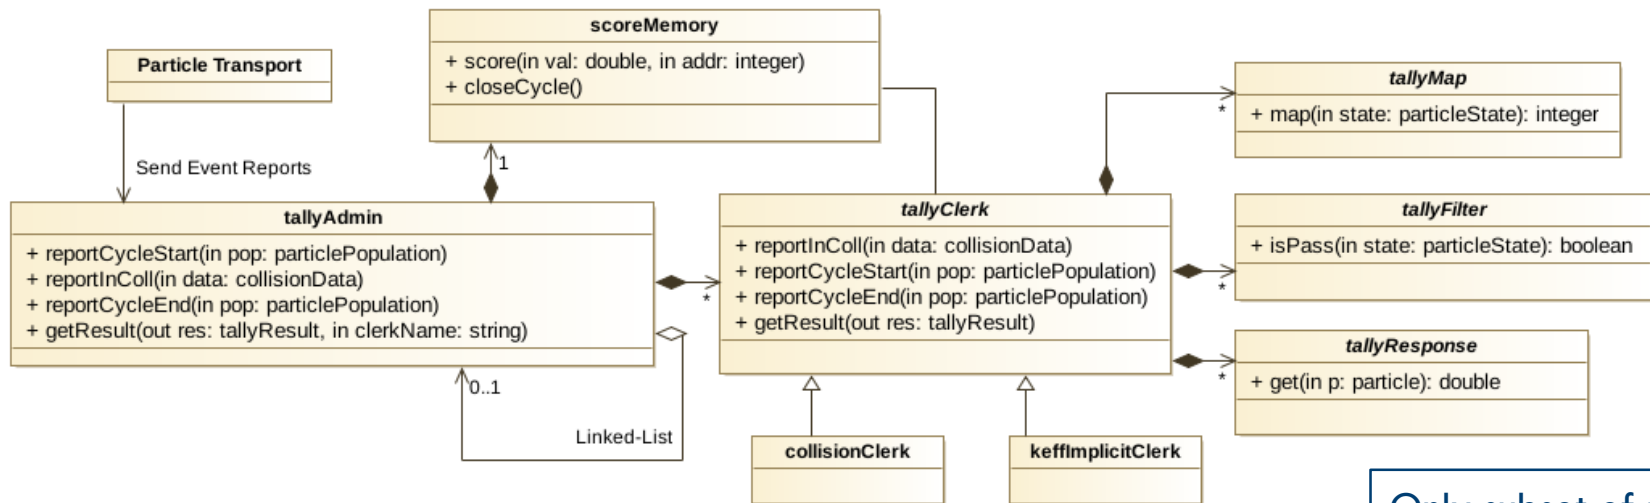 scoreMemory
+ score(in val: double, in addr: integer)
+ closeCycle()
Particle Transport
Send Event Reports
1
tallyAdmin
+ reportCycleStart(in pop: particlePopulation)
+ reportInColl(in data: collisionData)
+ reportCycleEnd(in pop: particlePopulation)
+ getResult(out res: tallyResult, in clerkName: string)
*
0..1
Linked-List
tallyClerk
+ reportInColl(in data: collisionData)
+ reportCycleStart(in pop: particlePopulation)
+ reportCycleEnd(in pop: particlePopulation)
+ getResult(out res: tallyResult)
collisionClerk
keffImplicitClerk
tallyMap
*
+ map(in state: particleState): integer
tallyFilter
+ isPass(in state: particleState): boolean
*
tallyResponse
*
+ get(in p: particle): double
Only subset of